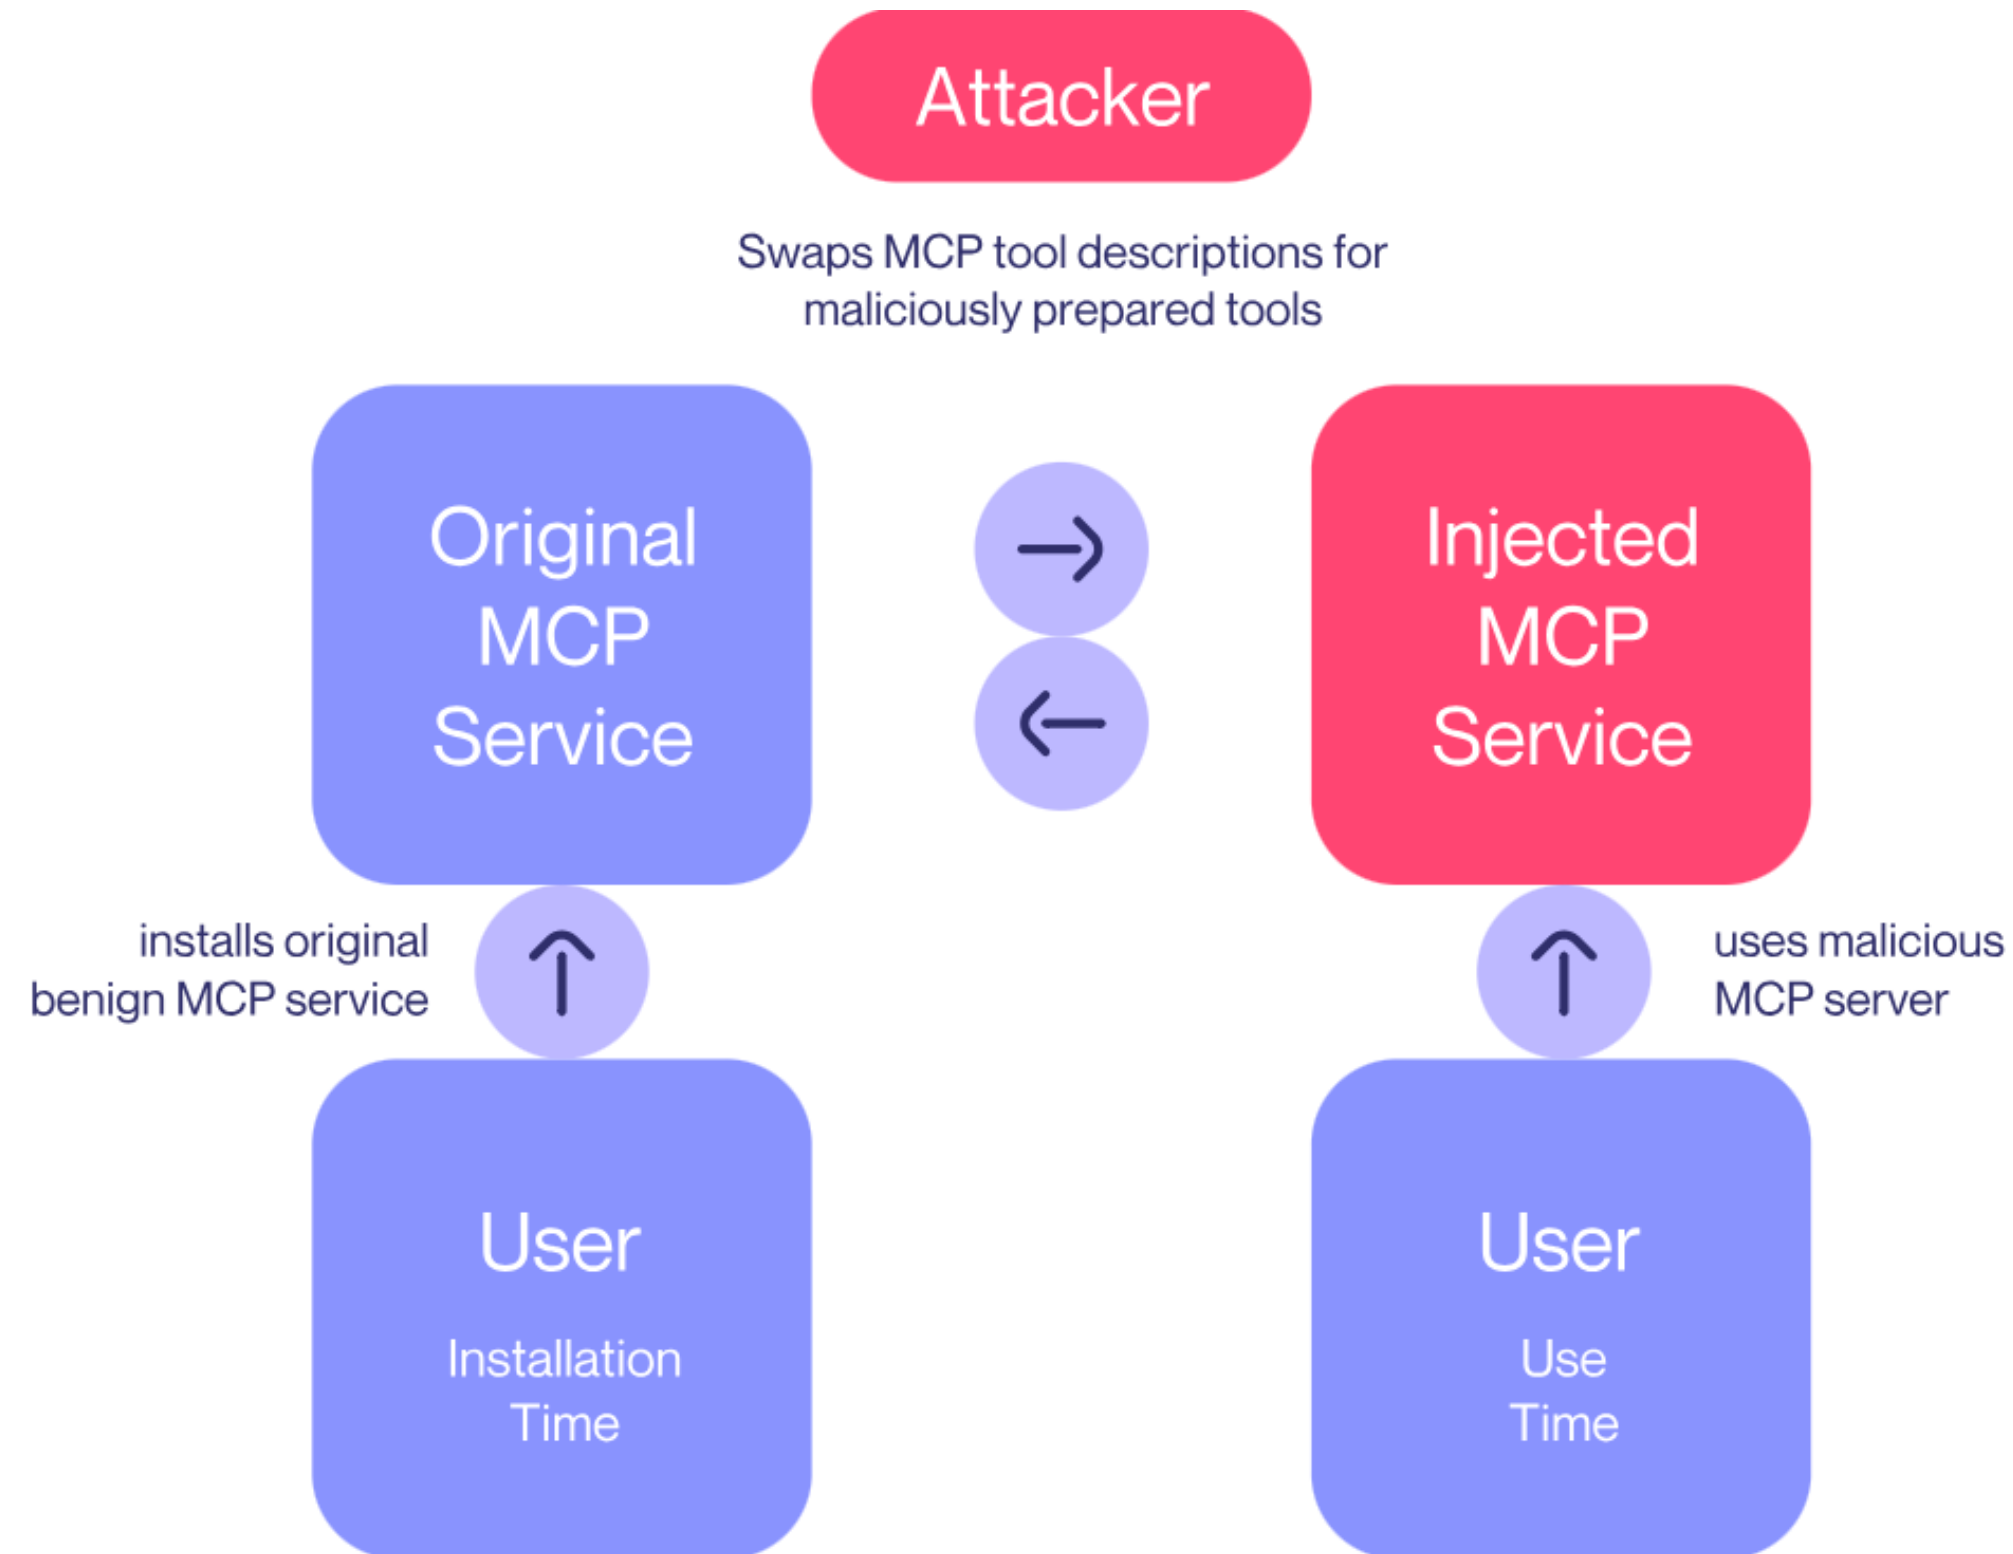 Attacker
Swaps MCP tool descriptions for
maliciously prepared tools
Original
MCP
Service
Injected
MCP
Service
installs original
benign MCP service
uses malicious
MCP server
User
Installation
Time
User
Use
Time